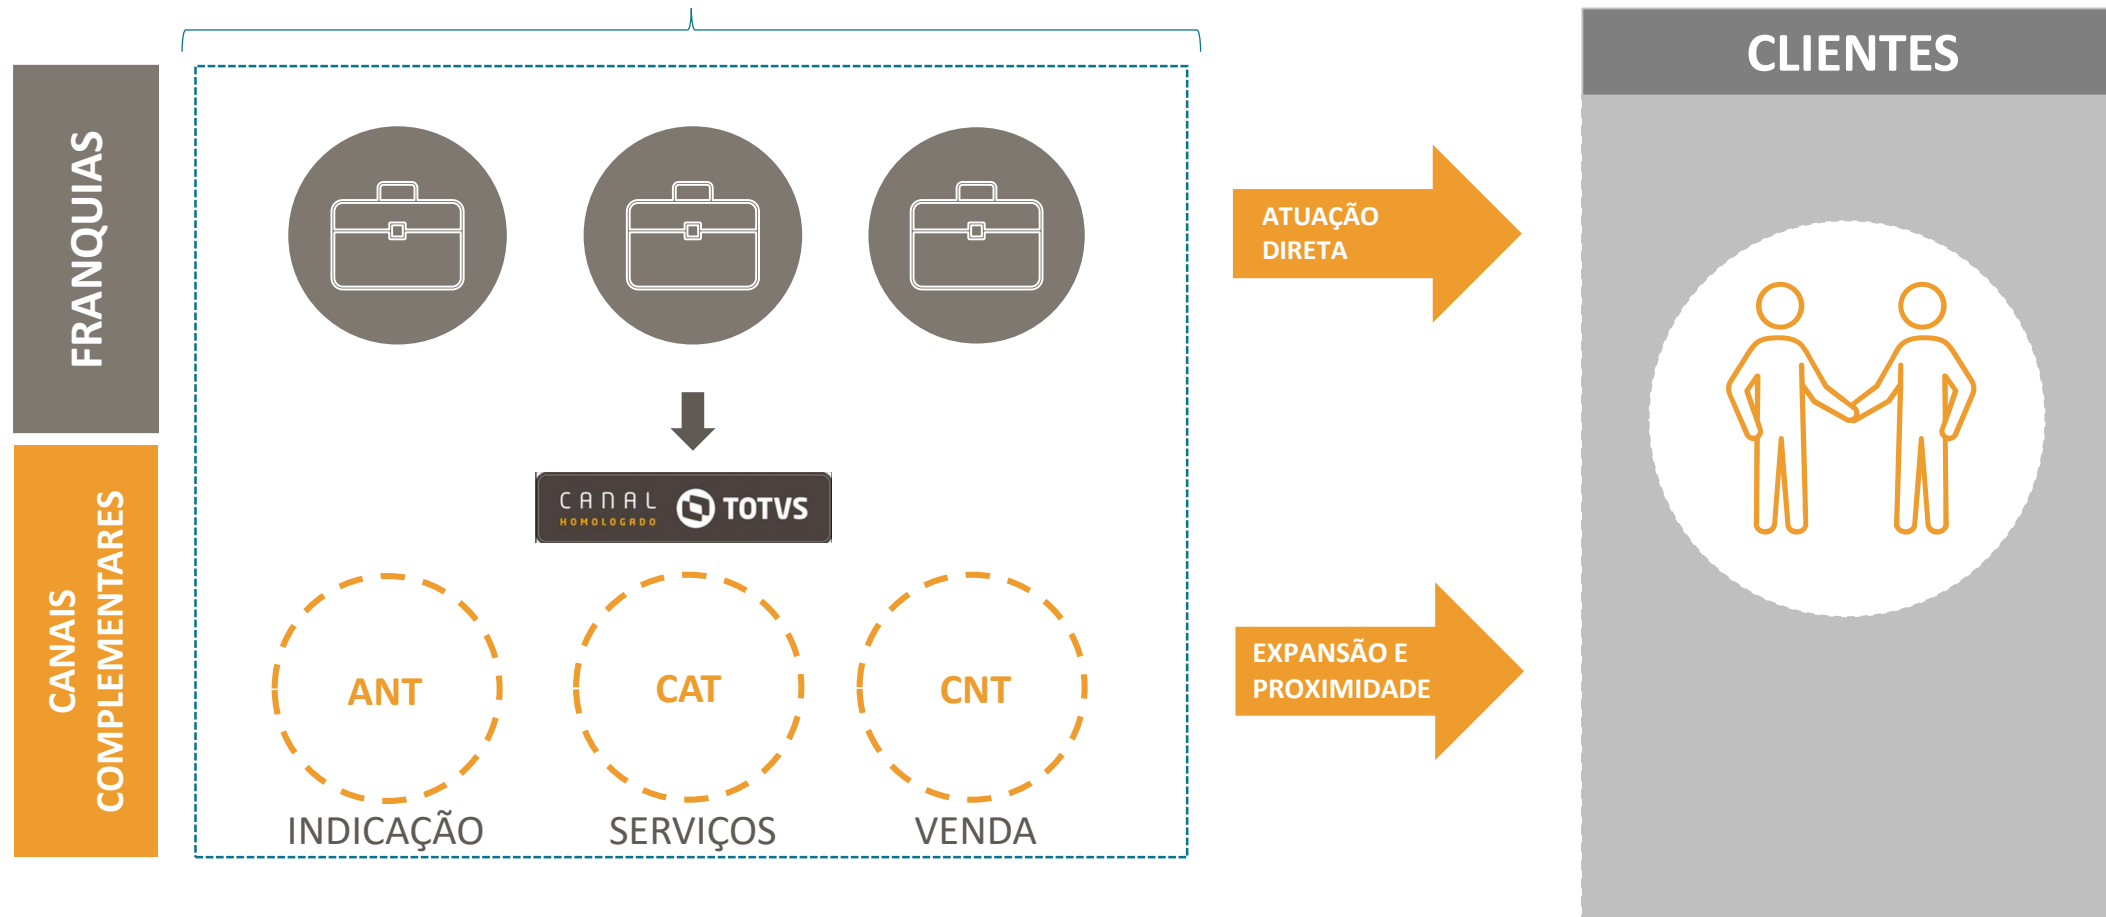 CLIENTES
FRANQUIAS
ATUAÇÃO
DIRETA
CANAL
HOMOLOGADO
TOTVS
CANAIS
COMPLEMENTARES
ANT
CAT
CNT
EXPANSÃO E
PROXIMIDADE
INDICAÇÃO
SERVIÇOS
VENDA